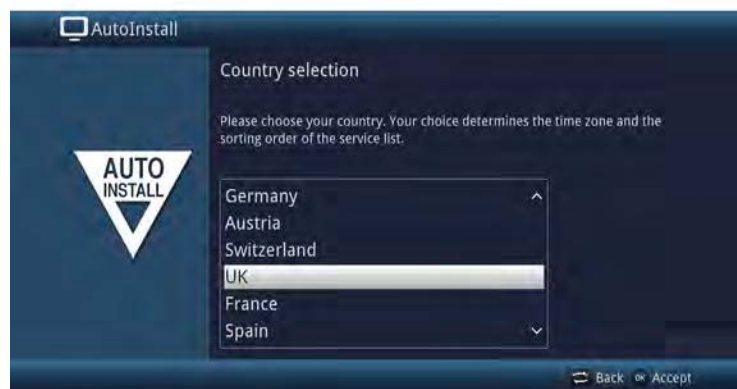 AutoInstall
Country selection
Please choose your country. Your choice determines the time zone and the
sorting order of the service list.
AUTO
INSTALL
Germany
Austria
Switzerland
UK
France
Spain
Back OK Accept